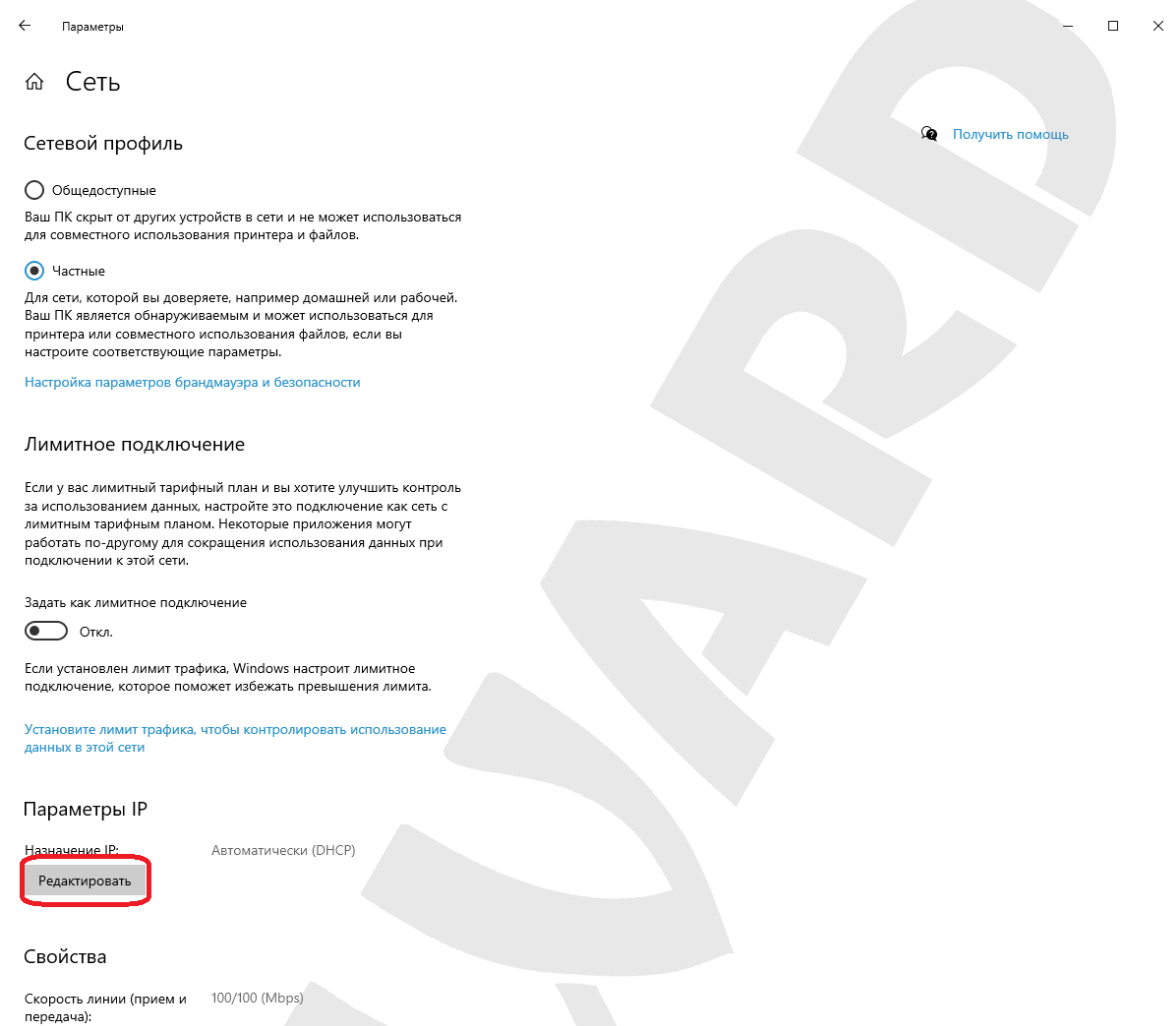 Параметры
Сеть
Сетевой профиль
Получить помощь
Общедоступные
Ваш ПК скрыт от других устройств в сети и не может использоваться
для совместного использования принтера и файлов.
Частные
Для сети, которой вы доверяете, например домашней или рабочей.
Ваш ПК является обнаруживаемым и может использоваться для
принтера или совместного использования файлов, если вы
настроите соответствующие параметры.
Настройка параметров брандмауэра и безопасности
Лимитное подключение
Если у вас лимитный тарифный план и вы хотите улучшить контроль
за использованием данных, настройте это подключение как сеть с
лимитным тарифным планом. Некоторые приложения могут
работать по-другому для сокращения использования данных при
подключении к этой сети.
Задать как лимитное подключение
Откл.
Если установлен лимит трафика, Windows настроит лимитное
подключение, которое поможет избежать превышения лимита.
Установите лимит трафика, чтобы контролировать использование
данных в этой сети
Параметры IP
Назначение IP: Автоматически (DHCP)
Редактировать
Свойства
Скорость линии (прием и 100/100 (Mbps)
передача):